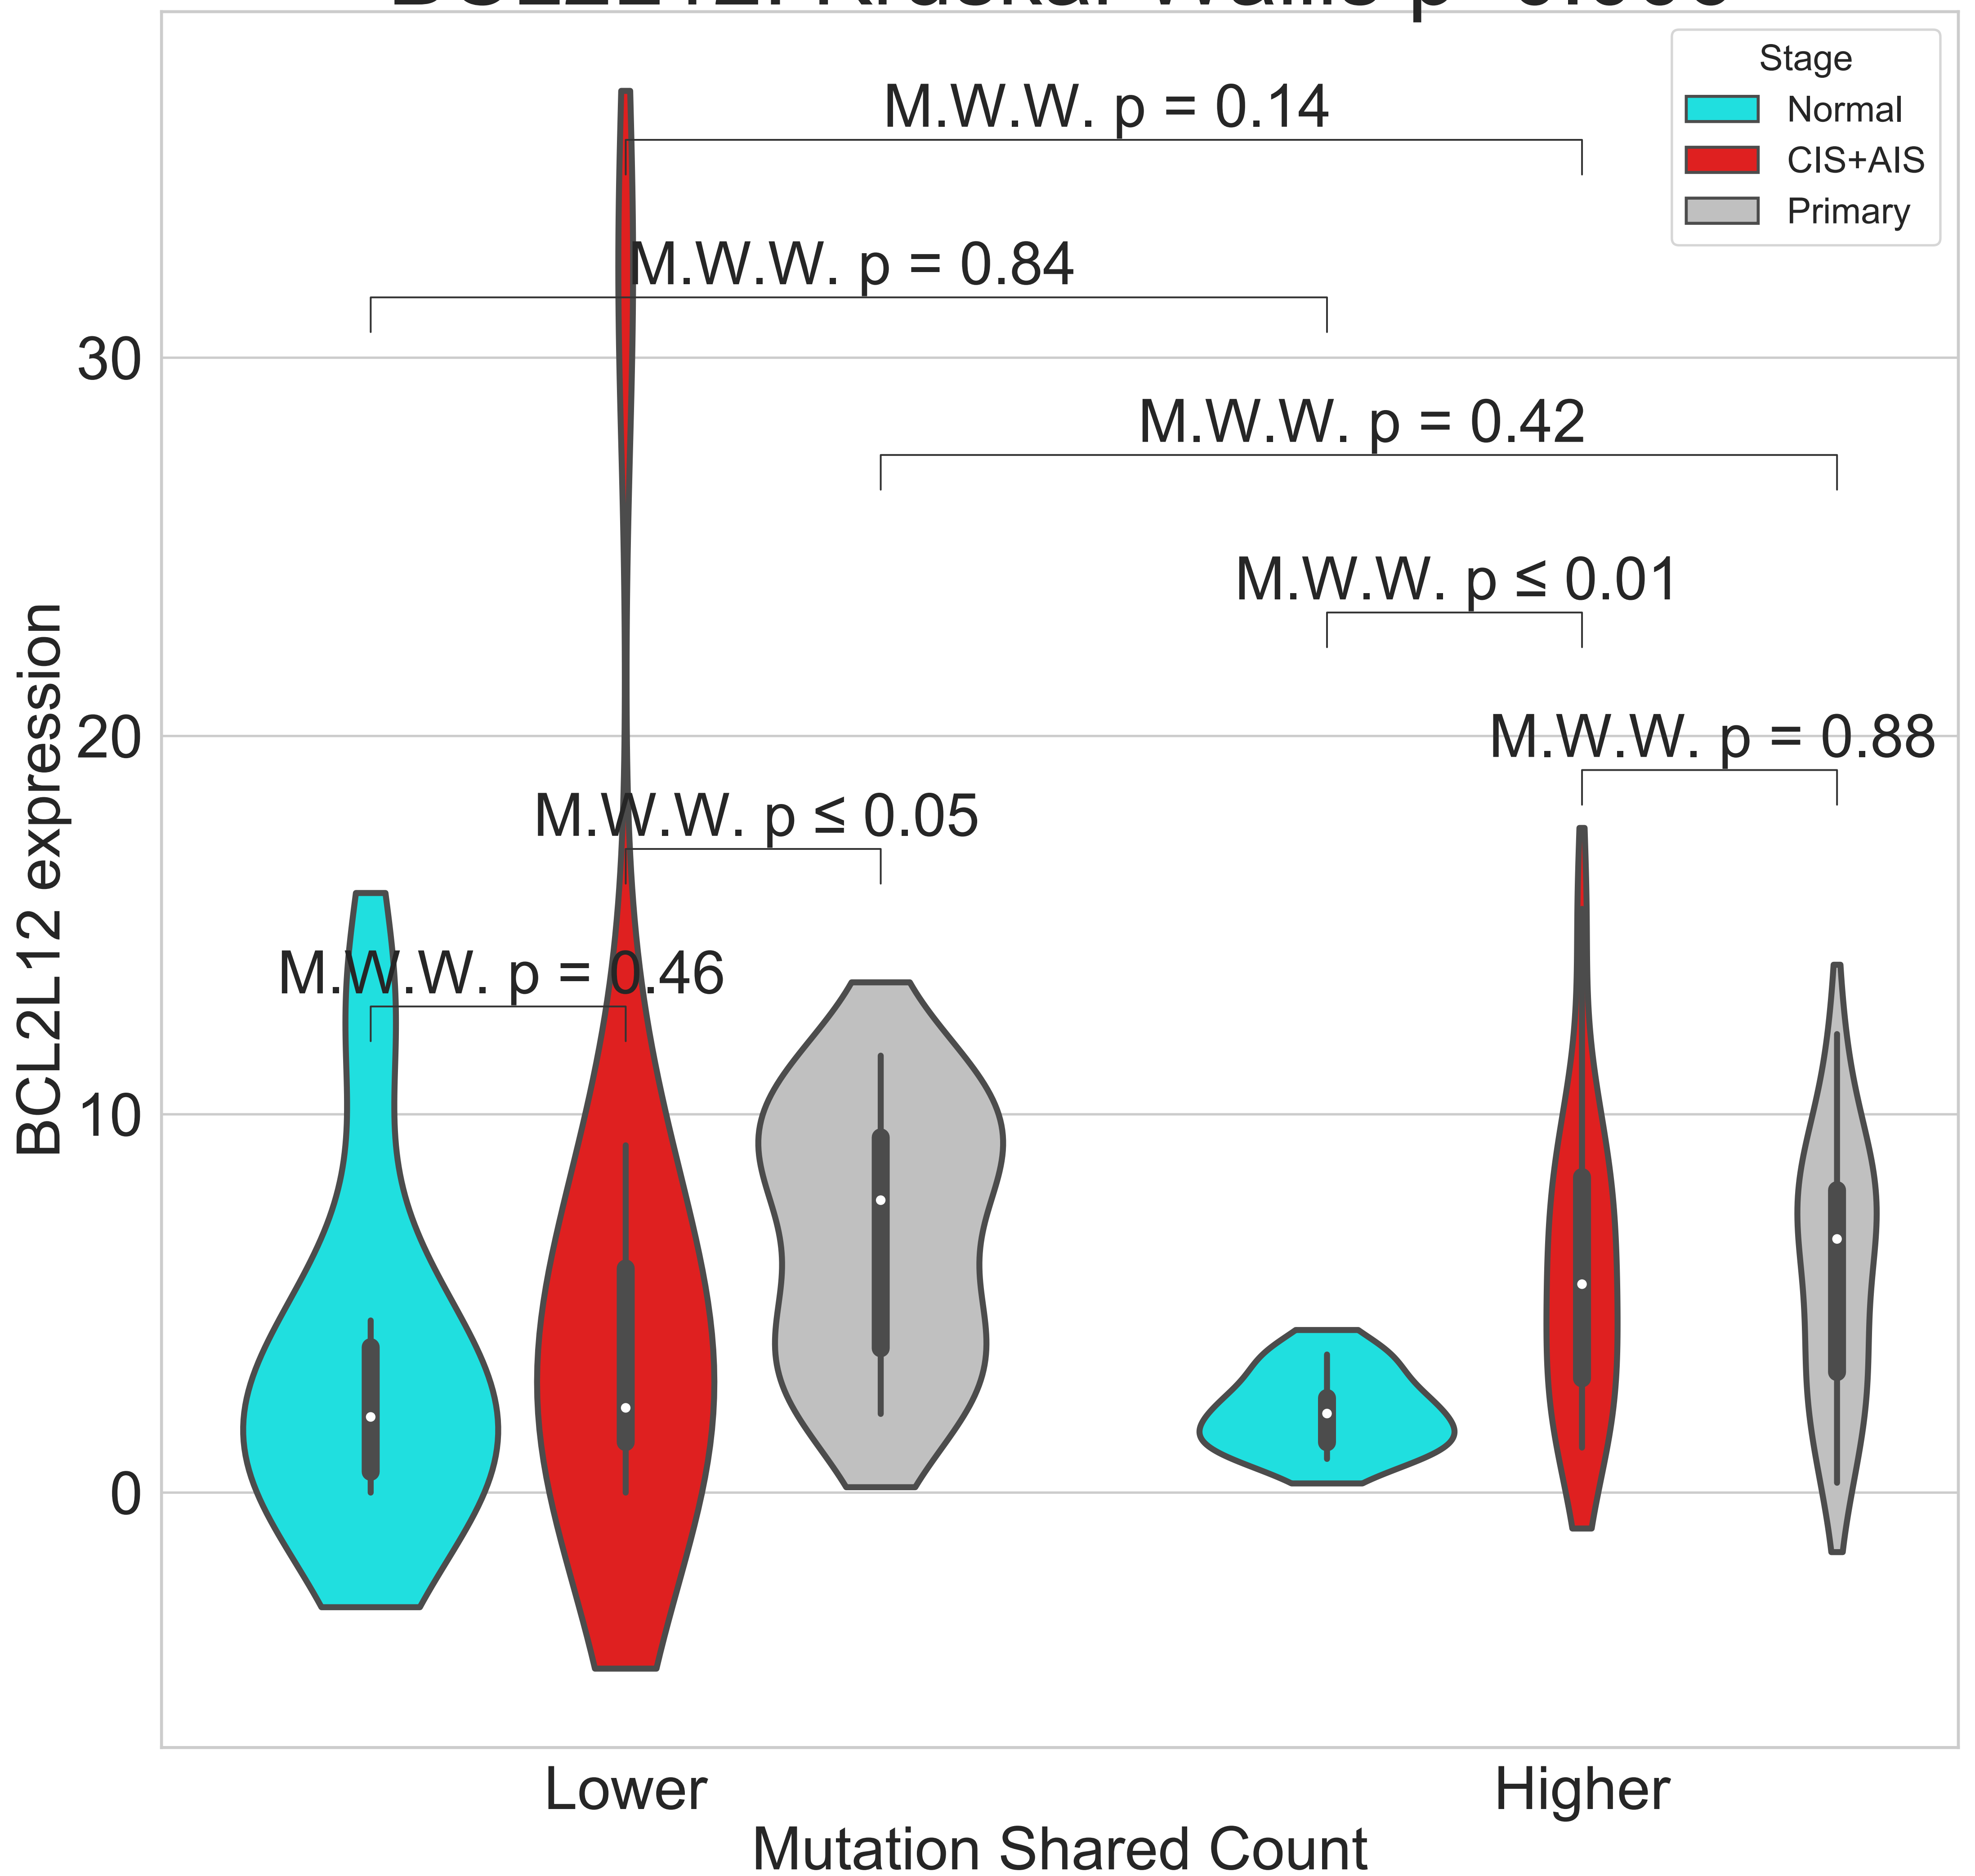 Stage
Normal
CIS+AIS
Primary
M.W.W. p = 0.14
M.W.W. p = 0.84
M.W.W. p = 0.42
M.W.W. p ≤ 0.01
M.W.W. p = 0.88
M.W.W. p ≤ 0.05
M.W.W. p = 0.46
30
20
10
0
BCL2L12 expression
Lower
Higher
Mutation Shared Count